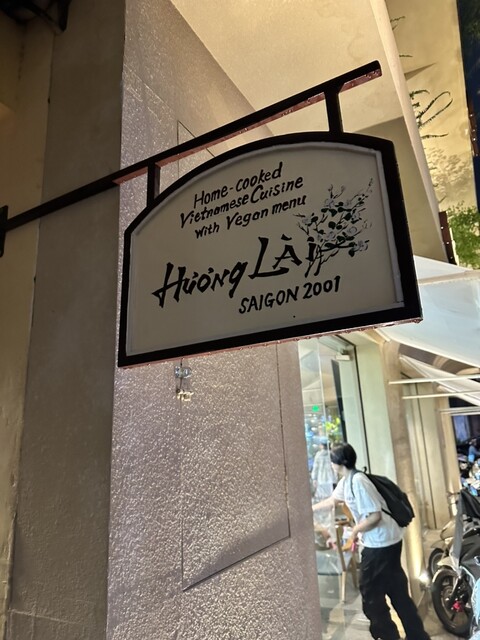 Home-cooked
Vietnamese Cuisine
with Vegan menu
Hương LÀI
SAIGON 2001